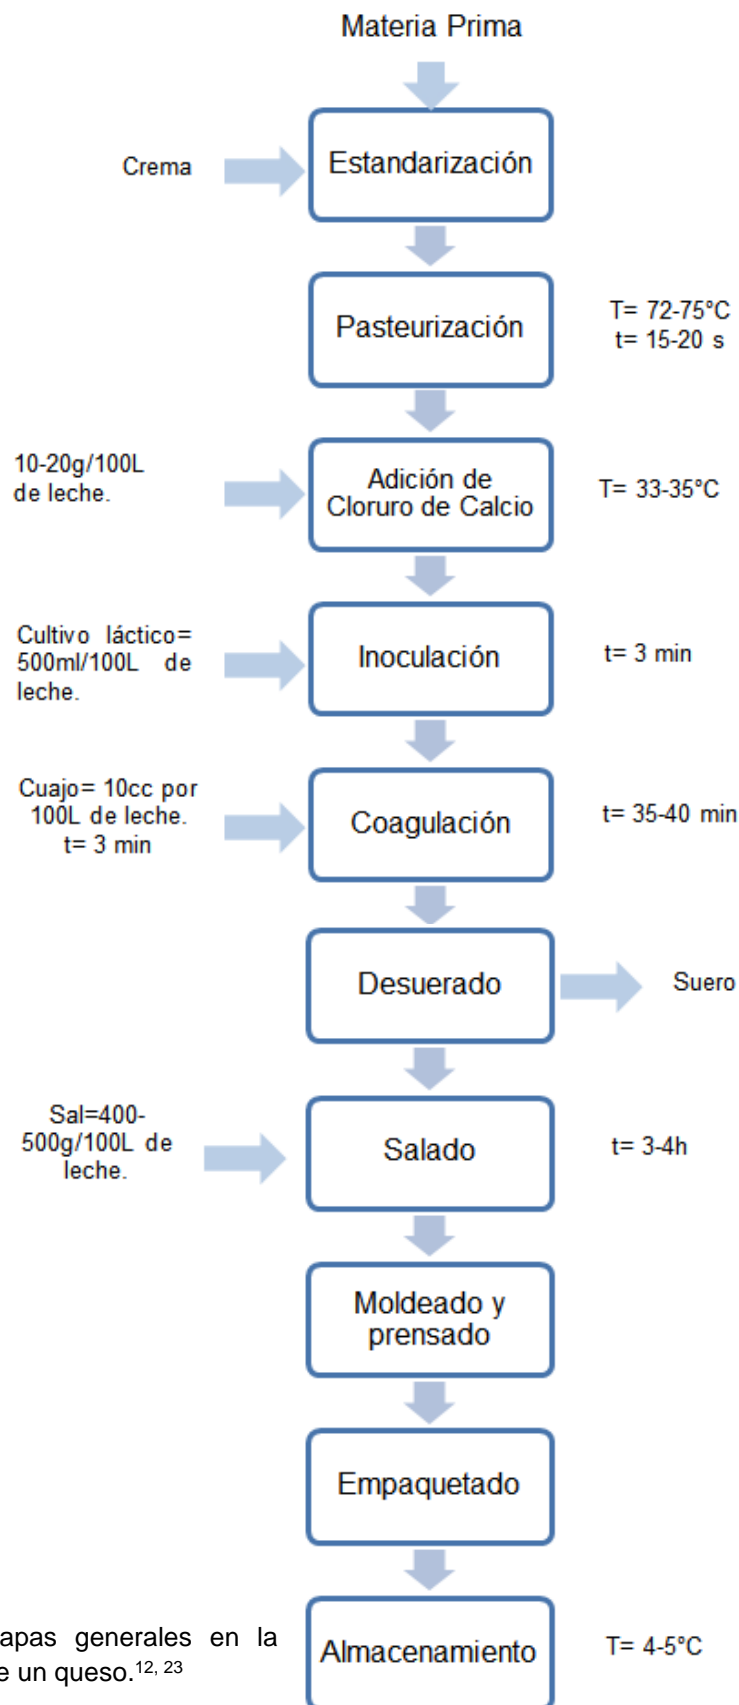 Materia Prima
Crema
Estandarización
Pasteurización
T= 72-75°C
t= 15-20 s
10-20g/100L
de leche.
Adición de
Cloruro de Calcio
T= 33-35°C
Cultivo láctico=
500ml/100L de
leche.
Inoculación
t= 3 min
Cuajo= 10cc por
100L de leche.
t= 3 min
Coagulación
t= 35-40 min
Desuerado
Suero
Sal=400-
500g/100L de
leche.
Salado
t= 3-4h
Moldeado y
prensado
Empaquetado
Almacenamiento
T= 4-5°C
apas generales en la
e un queso.12, 23